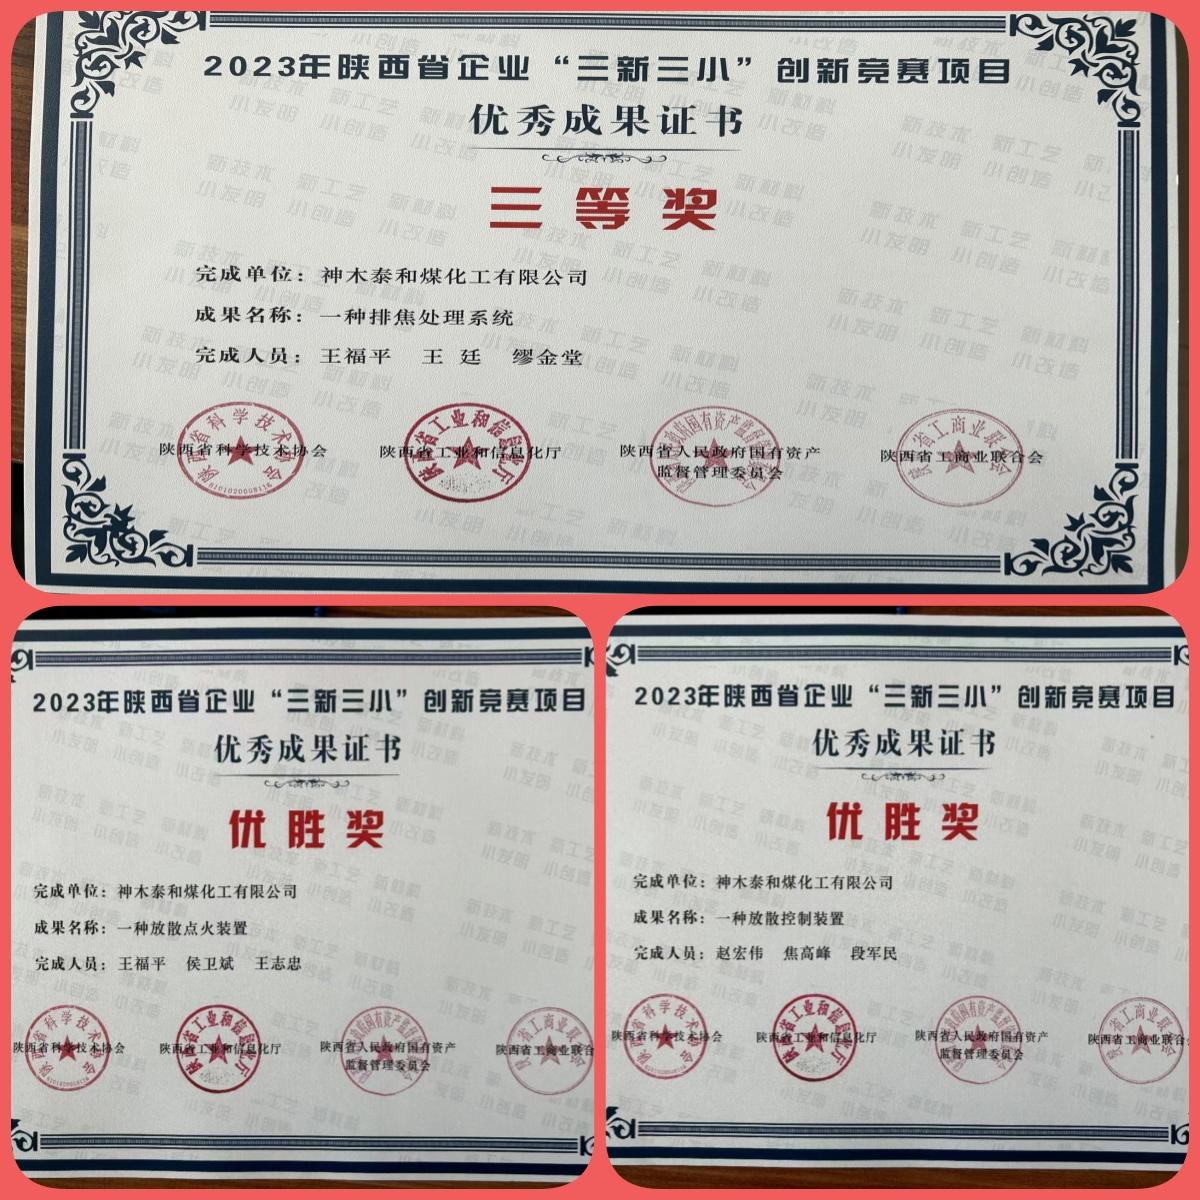 2023年陕西省企业“三新三小”创新竞赛项目
优秀成果证书
三等奖
完成单位：神木泰和煤化工有限公司
成果名称：一种排焦处理系统
完成人员：王福平 王 廷 缪金堂
陕西省科学技术协会 陕西省工业和信息化厅 陕西省人民政府国有资产监督管理委员会 陕西省工商业联合会
2023年陕西省企业“三新三小”创新竞赛项目
优秀成果证书
优胜奖
完成单位：神木泰和煤化工有限公司
成果名称：一种放散点火装置
完成人员：王福平 侯卫斌 王志忠
陕西省科学技术协会 陕西省工业和信息化厅 陕西省人民政府国有资产监督管理委员会 陕西省工商业联合
2023年陕西省企业“三新三小”创新竞赛项目
优秀成果证书
优胜奖
完成单位：神木泰和煤化工有限公司
成果名称：一种放散控制装置
完成人员：赵宏伟 焦高峰 段军民
陕西省科学技术协会 陕西省工业和信息化厅 陕西省人民政府国有资产监督管理委员会 陕西省工商业联合